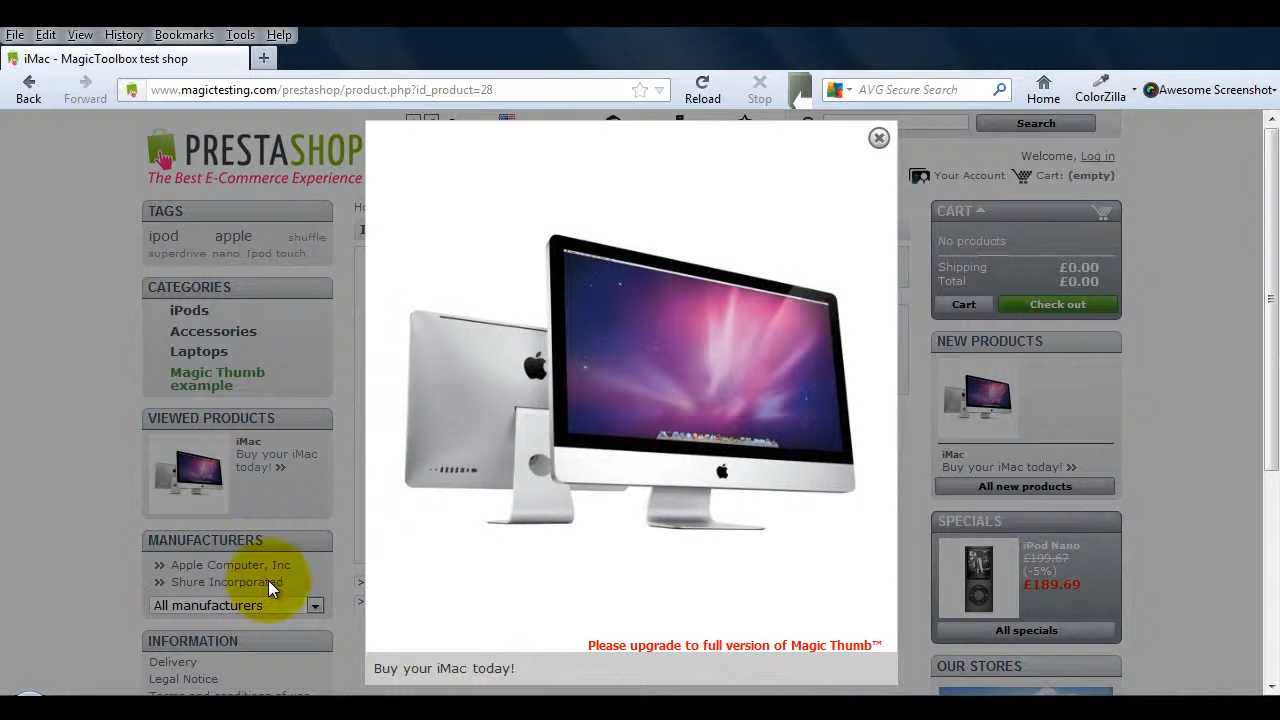 File Edit View History Bookmarks Tools Help
iMac - MagicToolbox test shop
Back Forward www.magictesting.com/prestashop/product.php?id_product=28 Reload Stop AVG Secure Search Home ColorZilla Awesome Screenshot
Search
PRESTASHOP
The Best E-Commerce Experience
Welcome, Log in
Your Account Cart: (empty)
TAGS
ipod apple shuffle
superdrive nano Ipod touch
CATEGORIES
iPods
Accessories
Laptops
Magic Thumb
example
VIEWED PRODUCTS
iMac
Buy your iMac
today! »
MANUFACTURERS
» Apple Computer, Inc
» Shure Incorporated
All manufacturers
INFORMATION
Delivery
Legal Notice
Terms and conditions of use
Please upgrade to full version of Magic Thumb™
Buy your iMac today!
CART
No products
Shipping £0.00
Total £0.00
Cart Check out
NEW PRODUCTS
iMac
Buy your iMac today! »
All new products
SPECIALS
iPod Nano
£199.67
(-5%)
£189.69
All specials
OUR STORES